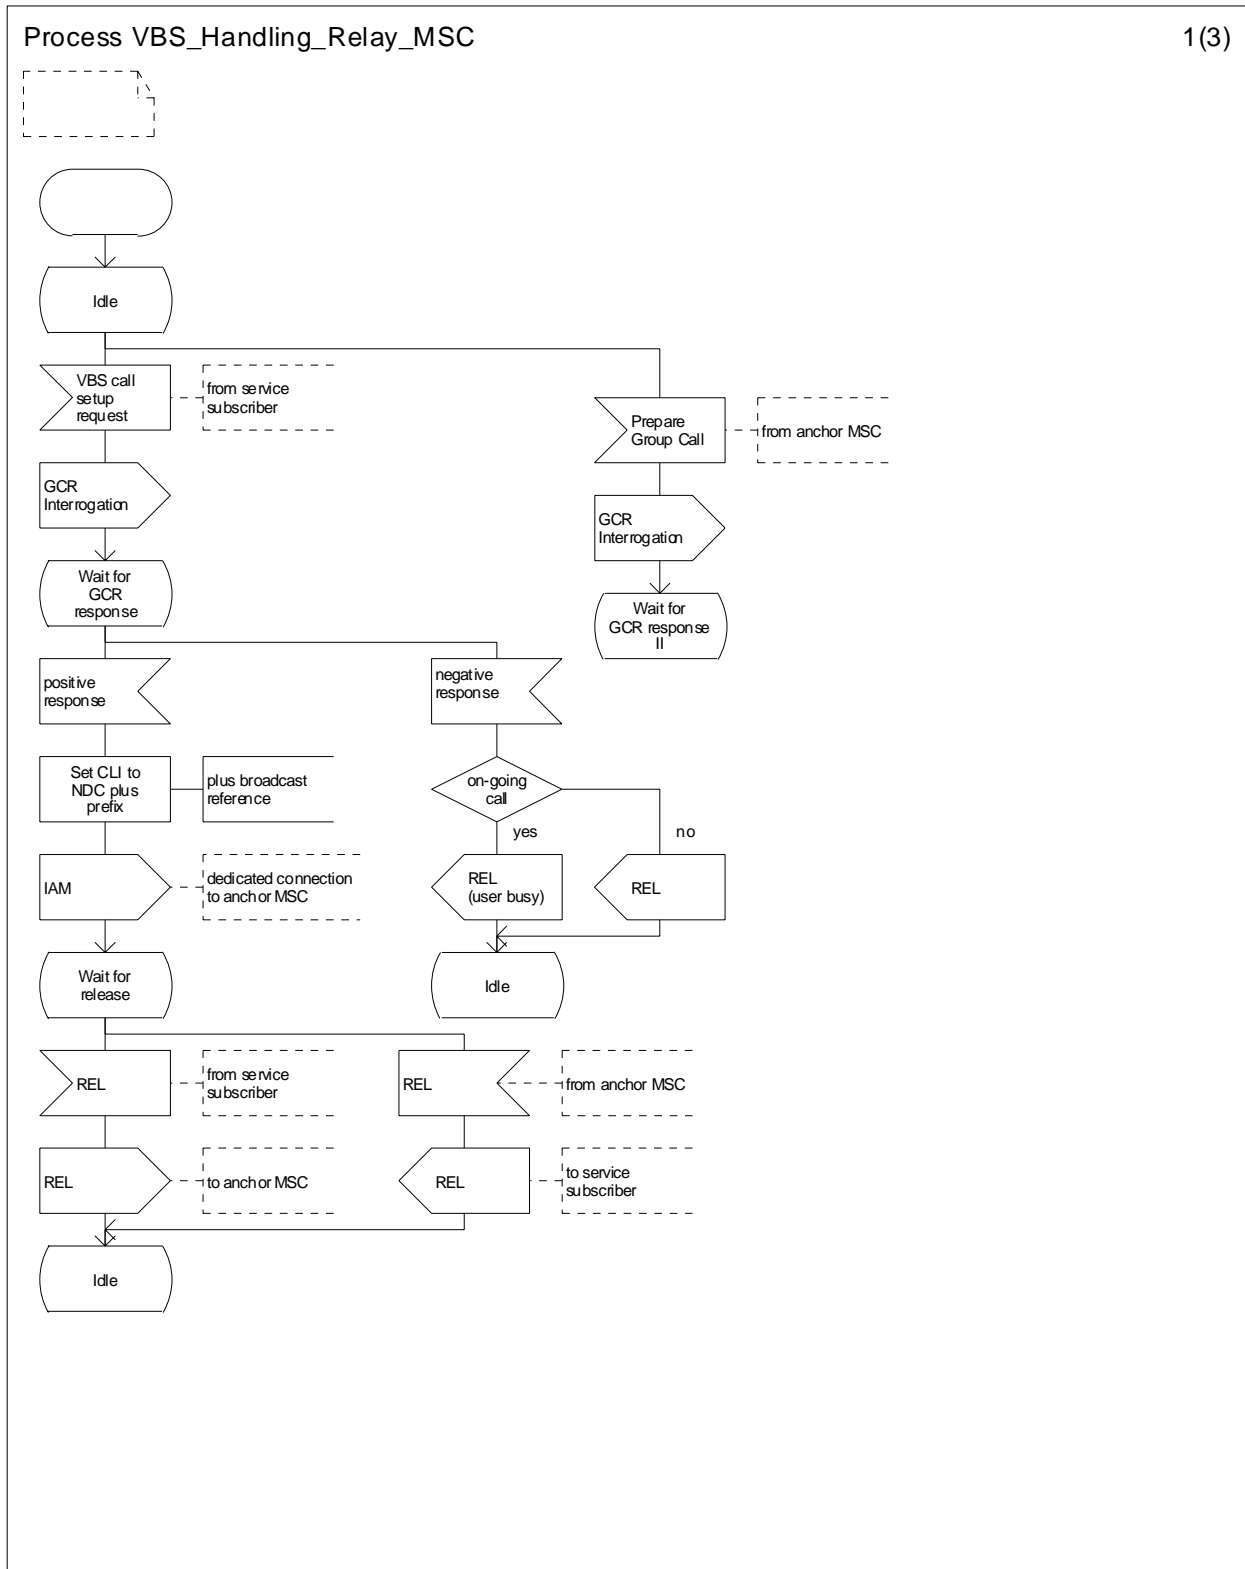 Process VBS_Handling_Relay_MSC
1(3)
Idle
VBS call
setup
request
from service
subscriber
Prepare
Group Call
from anchor MSC
GCR
Interrogation
GCR
Interrogation
Wait for
GCR
response
Wait for
GCR response
II
positive
response
negative
response
Set CLI to
NDC plus
prefix
plus broadcast
reference
on-going
call
yes
no
IAM
dedicated connection
to anchor MSC
REL
(user busy)
REL
Wait for
release
Idle
REL
from service
subscriber
REL
from anchor MSC
REL
to anchor MSC
REL
to service
subscriber
Idle